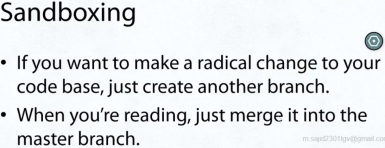 Sandboxing
• If you want to make a radical change to your
code base, just create another branch.
• When you're reading, just merge it into the
master branch.